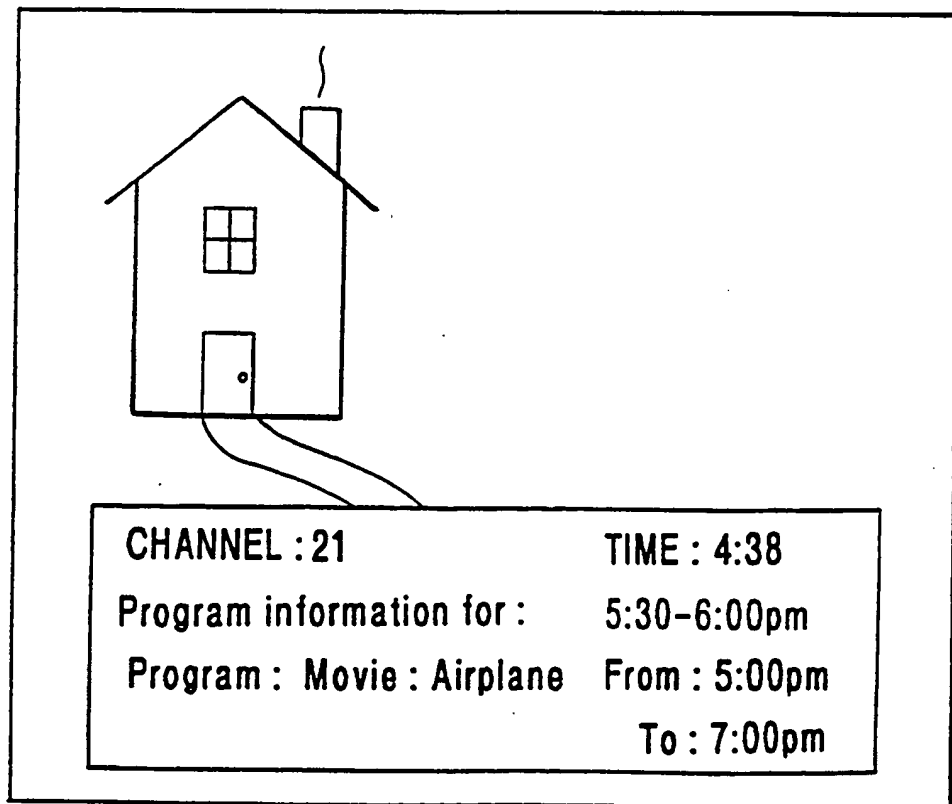 CHANNEL : 21 TIME : 4:38
Program information for : 5:30-6:00pm
Program : Movie : Airplane From : 5:00pm
To : 7:00pm